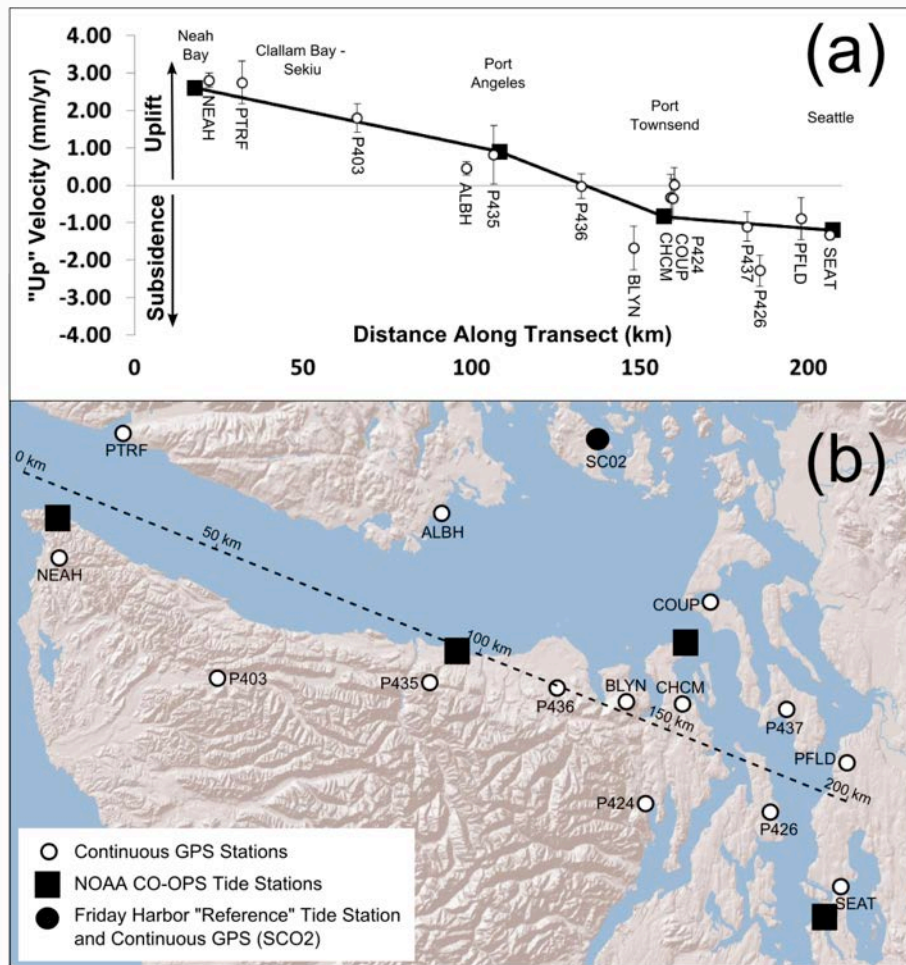 (a)
Neah
Bay
Clallam Bay -
Sekiu
Port
Angeles
Port
Townsend
Seattle
"Up" Velocity (mm/yr)
Uplift
Subsidence
4.00
3.00
2.00
1.00
0.00
-1.00
-2.00
-3.00
-4.00
NEAH
PTRF
P403
ALBH
P435
P436
BLYN
CHCM
COUP
P424
P437
P426
PFLD
SEAT
Distance Along Transect (km)
0
50
100
150
200
(b)
PTRF
SC02
0 km
ALBH
50 km
NEAH
COUP
100 km
P403
P435
P436
BLYN
CHCM
150 km
P437
PFLD
200 km
P424
P426
SEAT
Continuous GPS Stations
NOAA CO-OPS Tide Stations
Friday Harbor "Reference" Tide Station
and Continuous GPS (SCO2)